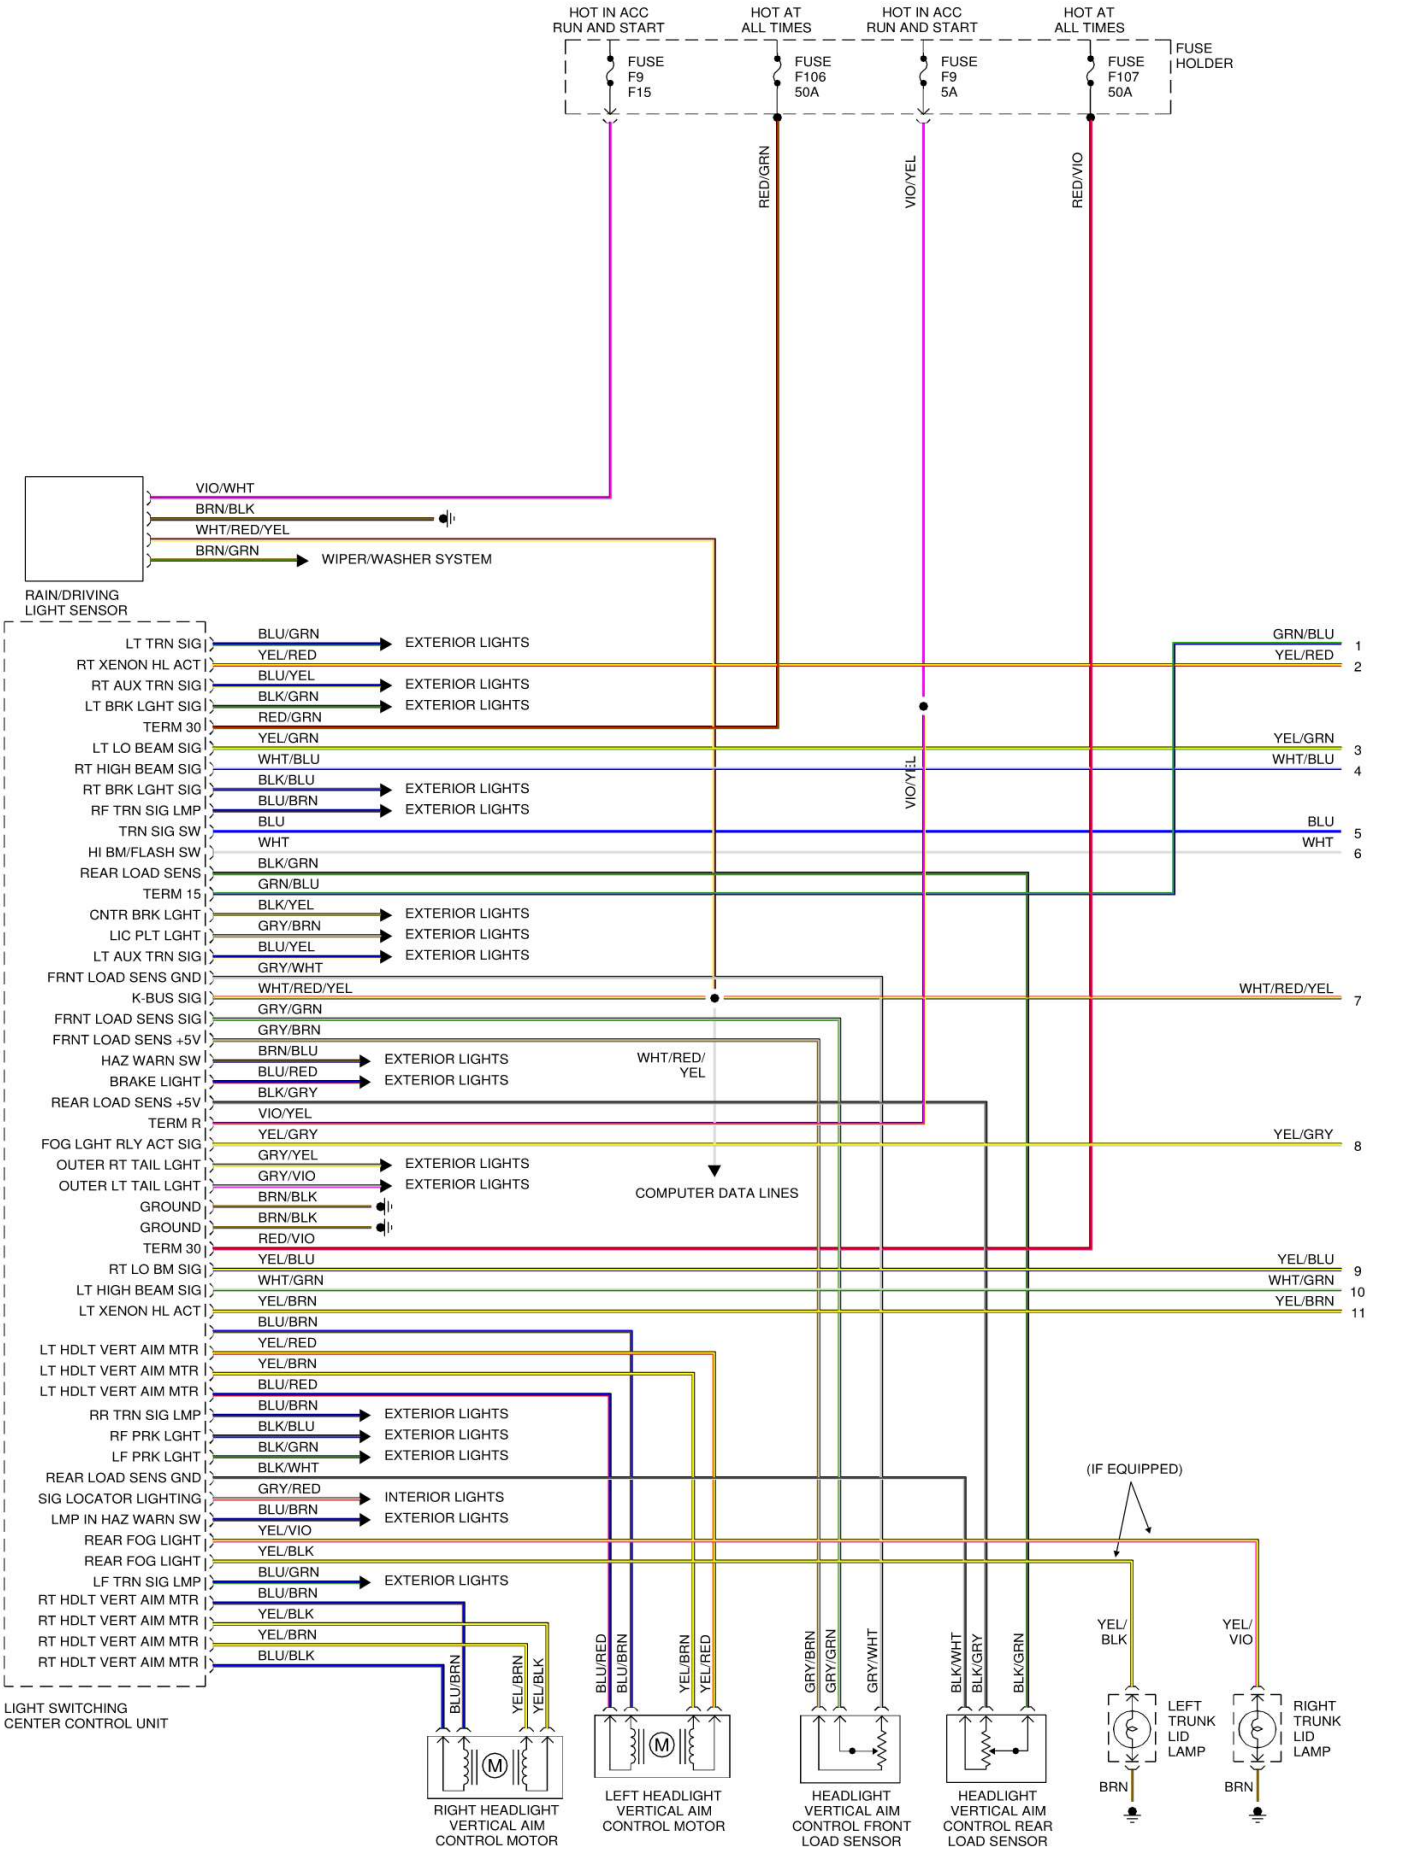 HOT IN ACC
RUN AND START
HOT AT
ALL TIMES
HOT IN ACC
RUN AND START
HOT AT
ALL TIMES
FUSE
F9
F15
FUSE
F106
50A
FUSE
F9
5A
FUSE
F107
50A
FUSE
HOLDER
RED/GRN
VIO/YEL
RED/VIO
VIO/WHT
BRN/BLK
WHT/RED/YEL
BRN/GRN
WIPER/WASHER SYSTEM
RAIN/DRIVING
LIGHT SENSOR
LT TRN SIG BLU/GRN EXTERIOR LIGHTS GRN/BLU 1
RT XENON HL ACT YEL/RED YEL/RED 2
RT AUX TRN SIG BLU/YEL EXTERIOR LIGHTS
LT BRK LGHT SIG BLK/GRN EXTERIOR LIGHTS
TERM 30 RED/GRN
LT LO BEAM SIG YEL/GRN YEL/GRN 3
RT HIGH BEAM SIG WHT/BLU WHT/BLU 4
VIO/YEL
RT BRK LGHT SIG BLK/BLU EXTERIOR LIGHTS
RF TRN SIG LMP BLU/BRN EXTERIOR LIGHTS
TRN SIG SW BLU BLU 5
HI BM/FLASH SW WHT WHT 6
REAR LOAD SENS BLK/GRN
TERM 15 GRN/BLU
CNTR BRK LGHT BLK/YEL EXTERIOR LIGHTS
LIC PLT LGHT GRY/BRN EXTERIOR LIGHTS
LT AUX TRN SIG BLU/YEL EXTERIOR LIGHTS
FRNT LOAD SENS GND GRY/WHT
K-BUS SIG WHT/RED/YEL WHT/RED/YEL 7
FRNT LOAD SENS SIG GRY/GRN
FRNT LOAD SENS +5V GRY/BRN
HAZ WARN SW BRN/BLU EXTERIOR LIGHTS
WHT/RED/
YEL
BRAKE LIGHT BLU/RED EXTERIOR LIGHTS
REAR LOAD SENS +5V BLK/GRY
TERM R VIO/YEL
FOG LGHT RLY ACT SIG YEL/GRY YEL/GRY 8
OUTER RT TAIL LGHT GRY/YEL EXTERIOR LIGHTS
OUTER LT TAIL LGHT GRY/VIO EXTERIOR LIGHTS
COMPUTER DATA LINES
GROUND BRN/BLK
GROUND BRN/BLK
TERM 30 RED/VIO
RT LO BM SIG YEL/BLU YEL/BLU 9
LT HIGH BEAM SIG WHT/GRN WHT/GRN 10
LT XENON HL ACT YEL/BRN YEL/BRN 11
BLU/BRN
LT HDLT VERT AIM MTR YEL/RED
LT HDLT VERT AIM MTR YEL/BRN
LT HDLT VERT AIM MTR BLU/RED
RR TRN SIG LMP BLU/BRN EXTERIOR LIGHTS
RF PRK LGHT BLK/BLU EXTERIOR LIGHTS
LF PRK LGHT BLK/GRN EXTERIOR LIGHTS
REAR LOAD SENS GND BLK/WHT
(IF EQUIPPED)
SIG LOCATOR LIGHTING GRY/RED INTERIOR LIGHTS
LMP IN HAZ WARN SW BLU/BRN EXTERIOR LIGHTS
REAR FOG LIGHT YEL/VIO
REAR FOG LIGHT YEL/BLK
LF TRN SIG LMP BLU/GRN EXTERIOR LIGHTS
RT HDLT VERT AIM MTR BLU/BRN
RT HDLT VERT AIM MTR YEL/BLK
RT HDLT VERT AIM MTR YEL/BRN
RT HDLT VERT AIM MTR BLU/BLK
LIGHT SWITCHING
CENTER CONTROL UNIT
BLU/BRN
YEL/BRN
YEL/BLK
BLU/RED
BLU/BRN
YEL/BRN
YEL/RED
GRY/BRN
GRY/GRN
GRY/WHT
BLK/WHT
BLK/GRY
BLK/GRN
YEL/
BLK
YEL/
VIO
M
M
RIGHT HEADLIGHT
VERTICAL AIM
CONTROL MOTOR
LEFT HEADLIGHT
VERTICAL AIM
CONTROL MOTOR
HEADLIGHT
VERTICAL AIM
CONTROL FRONT
LOAD SENSOR
HEADLIGHT
VERTICAL AIM
CONTROL REAR
LOAD SENSOR
LEFT
TRUNK
LID
LAMP
RIGHT
TRUNK
LID
LAMP
BRN
BRN